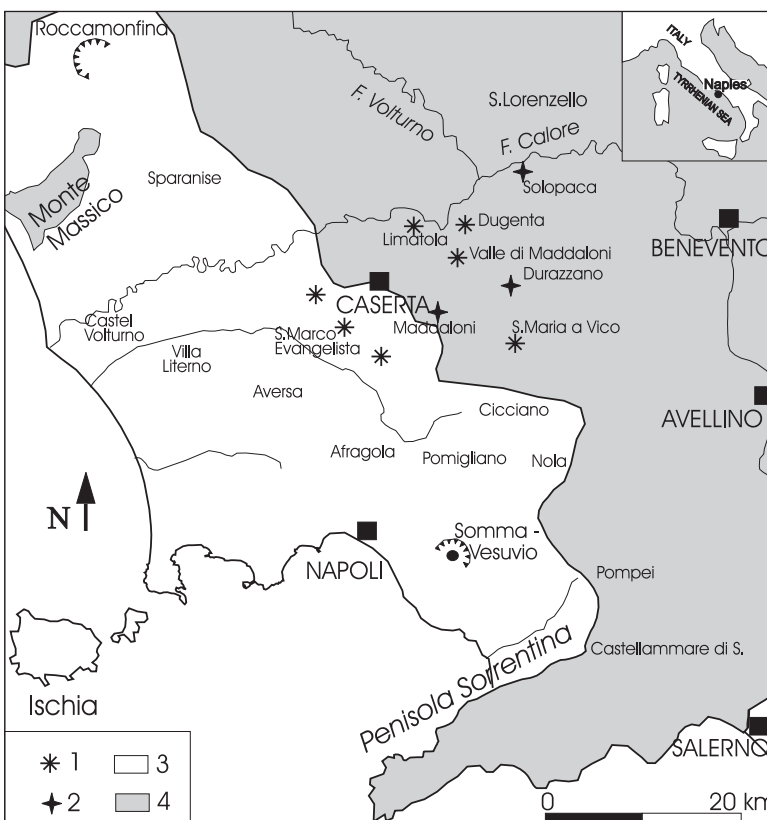 Roccamonfina
ITALY
Naples
TYRRHENIAN SEA
F. Volturno
S.Lorenzello
F. Calore
Sparanise
Solopaca
Monte
Massico
Limatola
Dugenta
BENEVENTO
Valle di Maddaloni
Durazzano
CASERTA
Castel
Volturno
S.Marco
Evangelista
Maddaloni
S.Maria a Vico
Villa
Literno
Aversa
Cicciano
AVELLINO
Afragola
Pomigliano
Nola
N
Somma -
Vesuvio
NAPOLI
Pompei
Penisola Sorrentina
Castellammare di S.
Ischia
SALERNO
1
3
2
4
0
20 km